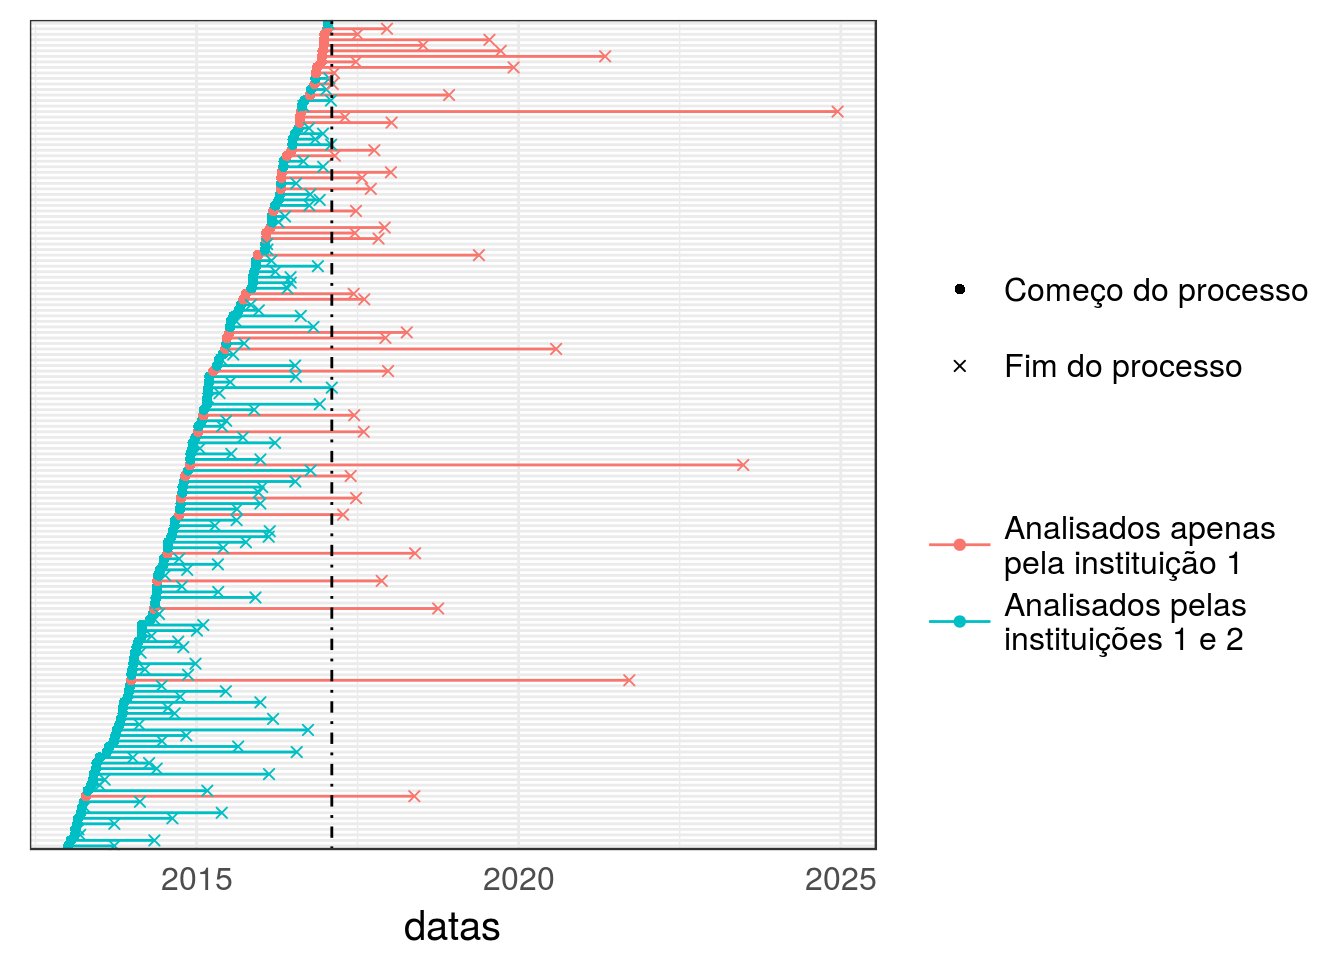 Começo do processo
Fim do processo
Analisados apenas
pela instituição 1
Analisados pelas
instituições 1 e 2
2015 2020 2025
datas